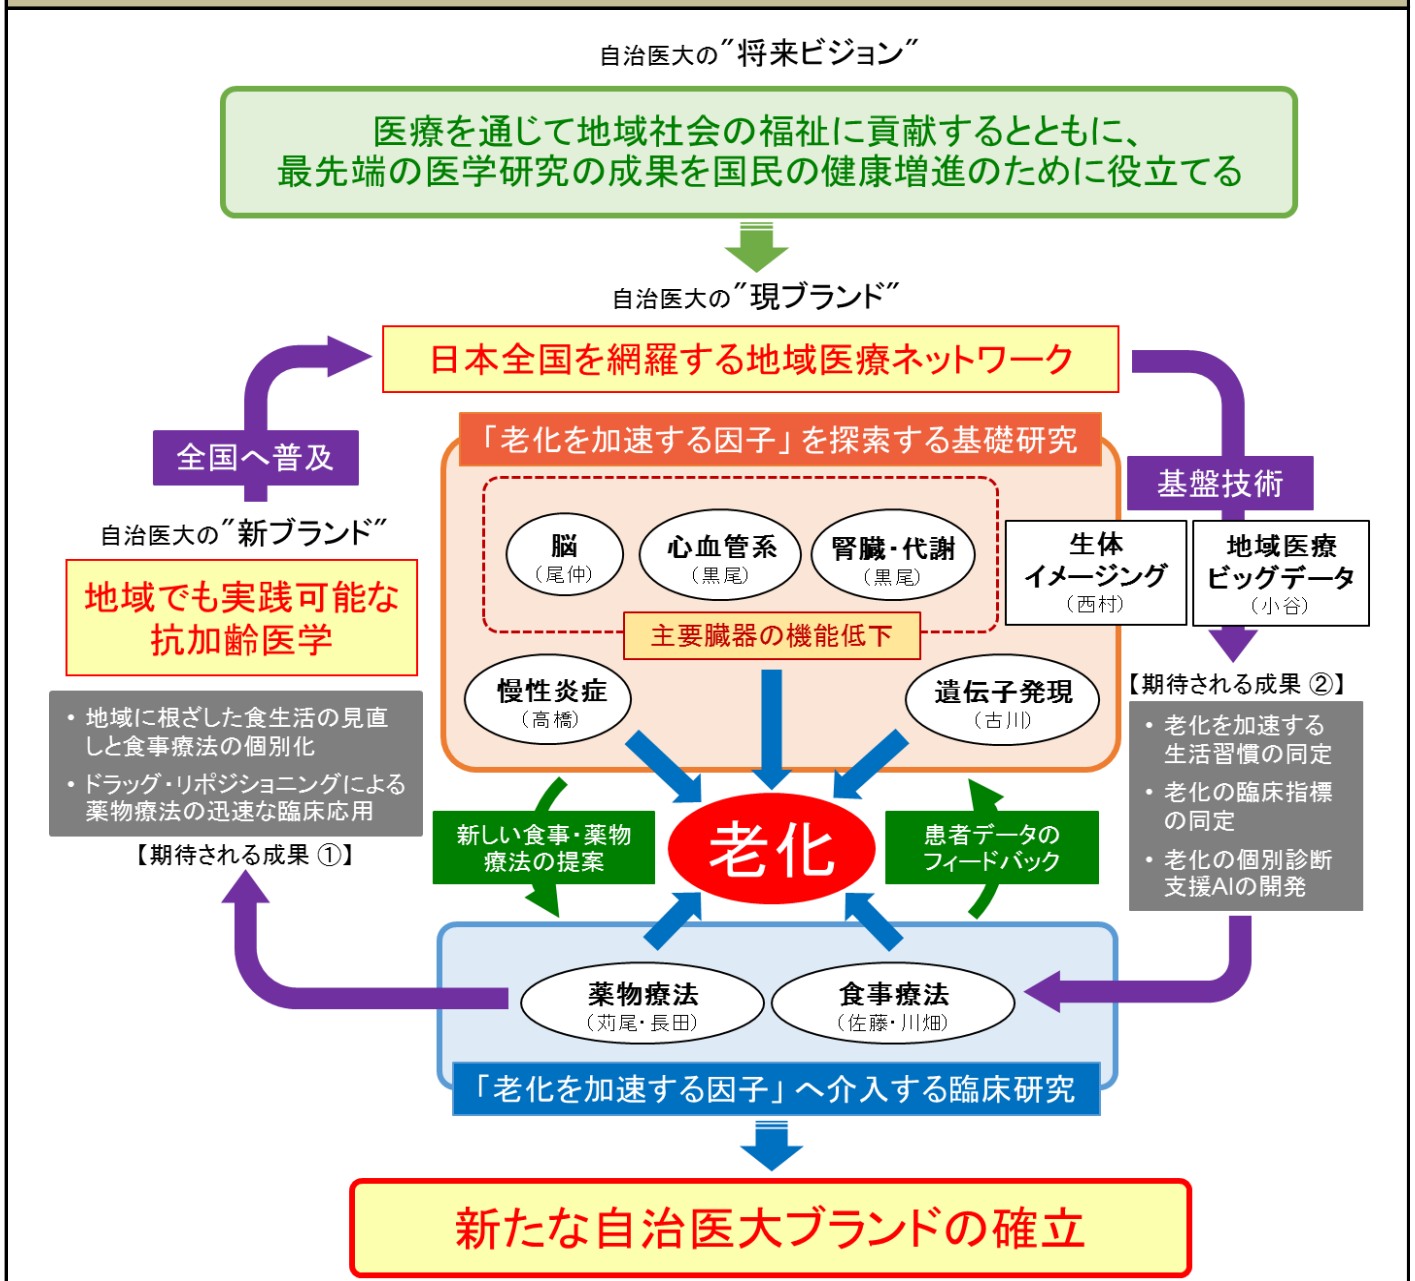 自治医大の"将来ビジョン"
医療を通じて地域社会の福祉に貢献するとともに、
最先端の医学研究の成果を国民の健康増進のために役立てる
自治医大の"現ブランド"
日本全国を網羅する地域医療ネットワーク
全国へ普及
「老化を加速する因子」を探索する基礎研究
基盤技術
自治医大の"新ブランド"
地域でも実践可能な
抗加齢医学
脳
（尾仲）
心血管系
（黒尾）
腎臓・代謝
（黒尾）
生体
イメージング
（西村）
地域医療
ビッグデータ
（小谷）
主要臓器の機能低下
慢性炎症
（高橋）
遺伝子発現
（古川）
・地域に根ざした食生活の見直
しと食事療法の個別化
・ドラッグ・リポジショニングによる
薬物療法の迅速な臨床応用
【期待される成果 ①】
【期待される成果 ②】
・老化を加速する
生活習慣の同定
・老化の臨床指標
の同定
・老化の個別診断
支援AIの開発
新しい食事・薬物
療法の提案
老化
患者データの
フィードバック
薬物療法
（苅尾・長田）
食事療法
（佐藤・川畑）
「老化を加速する因子」へ介入する臨床研究
新たな自治医大ブランドの確立